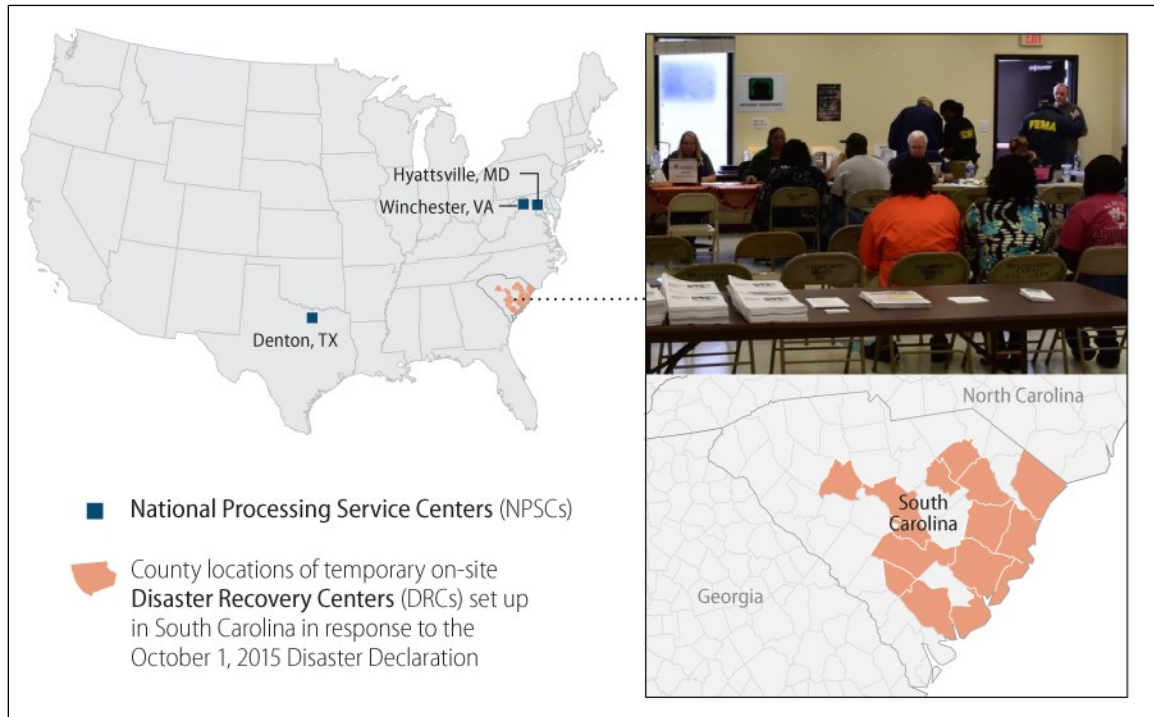 Hyattsville, MD
Winchester, VA
Denton, TX
National Processing Service Centers (NPSCs)
County locations of temporary on-site
Disaster Recovery Centers (DRCs) set up
in South Carolina in response to the
October 1, 2015 Disaster Declaration
EXIT
FEMA
North Carolina
South
Carolina
Georgia